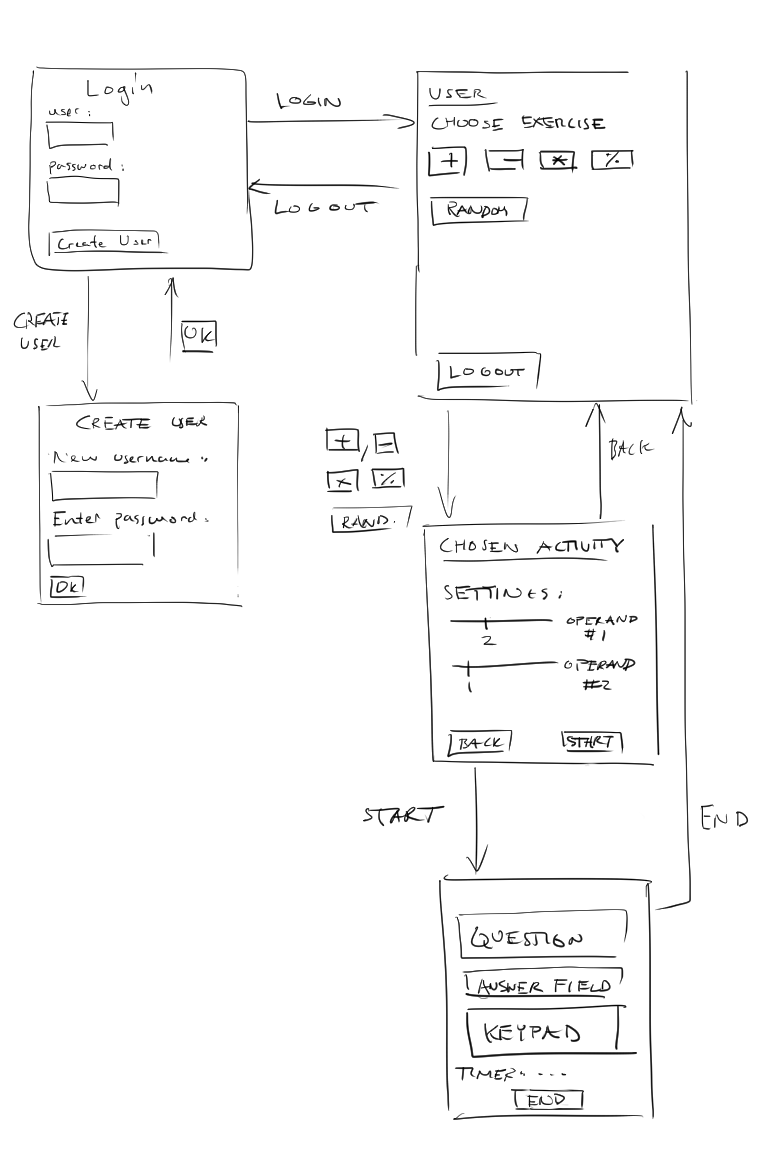 Login
user:
password:
Create User
LOGIN
LOGOUT
USER
CHOOSE EXERCISE
+ - * %
RANDOM
LOGOUT
CREATE
USER
OK
CREATE USER
New username:
Enter password:
OK
+, -
* %
RAND.
BACK
CHOSEN ACTIVITY
SETTINGS:
OPERAND
#1
2
OPERAND
#2
1
BACK START
START
END
QUESTION
ANSWER FIELD
KEYPAD
TIMER: ...
END